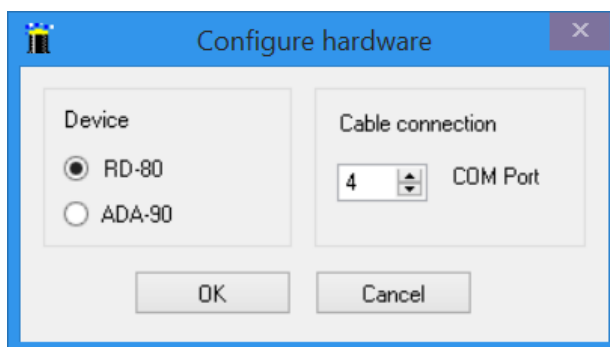 Configure hardware
Device
RD-80
ADA-90
Cable connection
4
COM Port
OK
Cancel